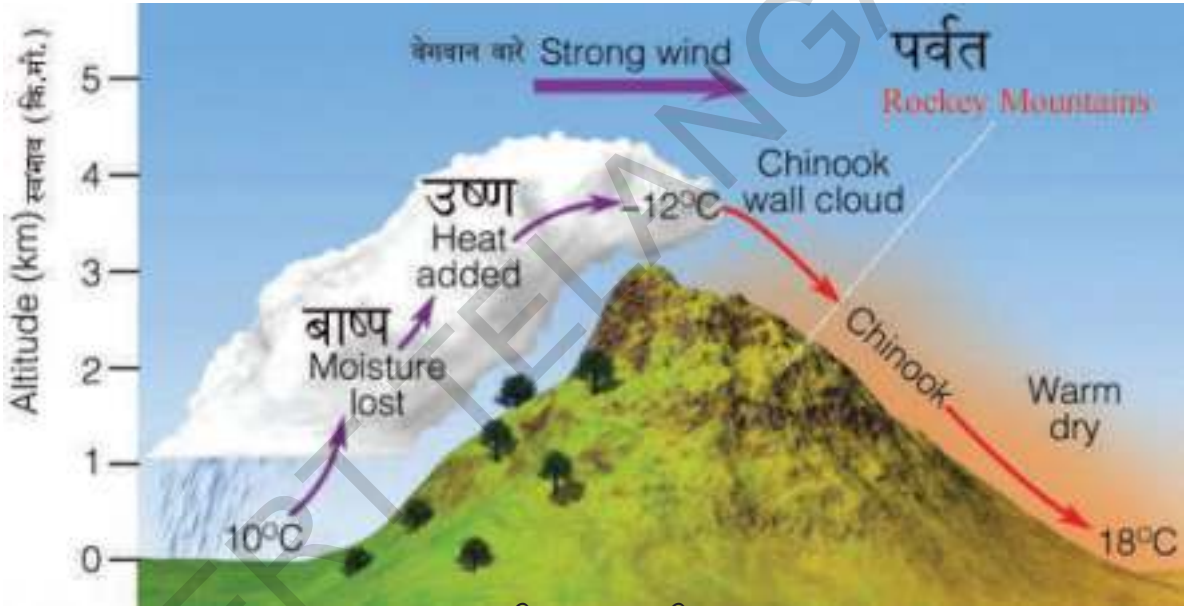 वेगवान वारे Strong wind
पर्वत
Rockey Mountains
Altitude (km) स्वभाव (कि.मी.)
5
4
3
2
1
0
Chinook
wall cloud
उष्ण
Heat
added
-12°C
बाष्प
Moisture
lost
10°C
Chinook
Warm
dry
18°C